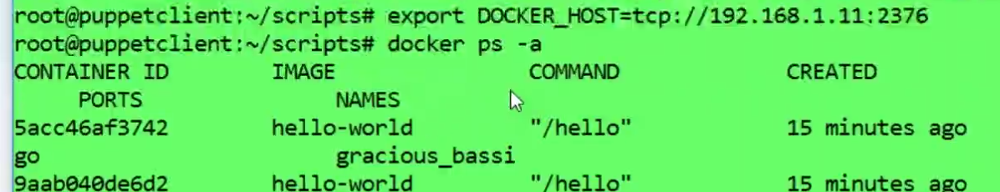 root@puppetclient:~/scripts# export DOCKER_HOST=tcp://192.168.1.11:2376
root@puppetclient:~/scripts# docker ps -a
CONTAINER ID        IMAGE               COMMAND             CREATED
     PORTS               NAMES
5acc46af3742        hello-world         "/hello"            15 minutes ago
go                       gracious_bassi
9aab040de6d2        hello-world         "/hello"            15 minutes ago